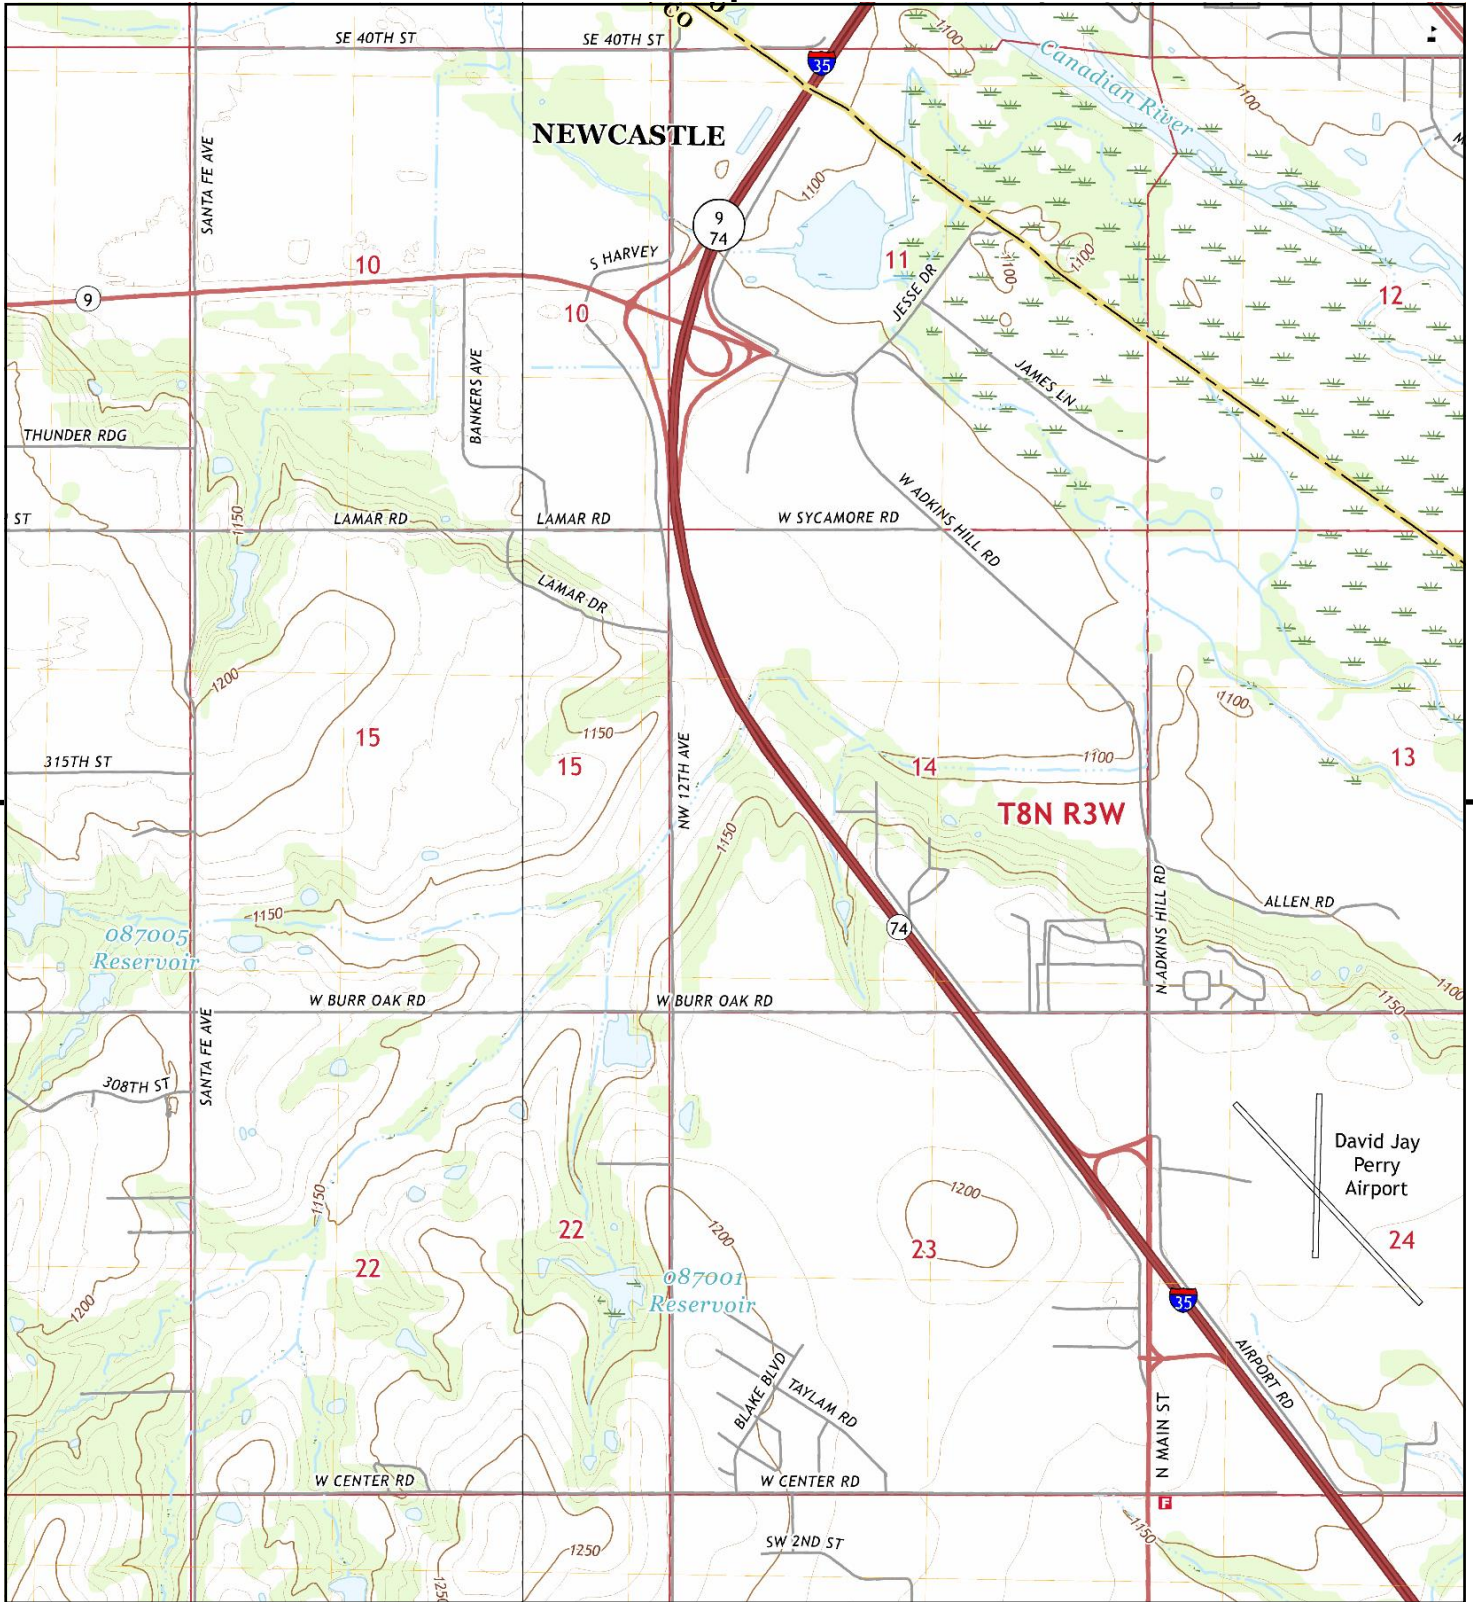 CO
SE 40TH ST
SE 40TH ST
35
1100
Canadian River
1100
NEWCASTLE
SANTA FE AVE
1100
9
74
S HARVEY
10
11
1100
1100
12
9
10
JESSE DR
BANKERS AVE
JAMES LN
THUNDER RDG
W ADKINS HILL RD
1150
ST
LAMAR RD
LAMAR RD
W SYCAMORE RD
LAMAR DR
1200
1100
15
15
1150
NW 12TH AVE
14
1100
13
315TH ST
T8N R3W
1150
1150
N ADKINS HILL RD
ALLEN RD
087005
Reservoir
74
W BURR OAK RD
W BURR OAK RD
1100
1150
SANTA FE AVE
308TH ST
David Jay
Perry
Airport
1150
1200
22
22
1200
23
24
087001
Reservoir
1200
35
BLAKE BLVD
TAYLAM RD
AIRPORT RD
N MAIN ST
W CENTER RD
W CENTER RD
F
1150
SW 2ND ST
1250
1250